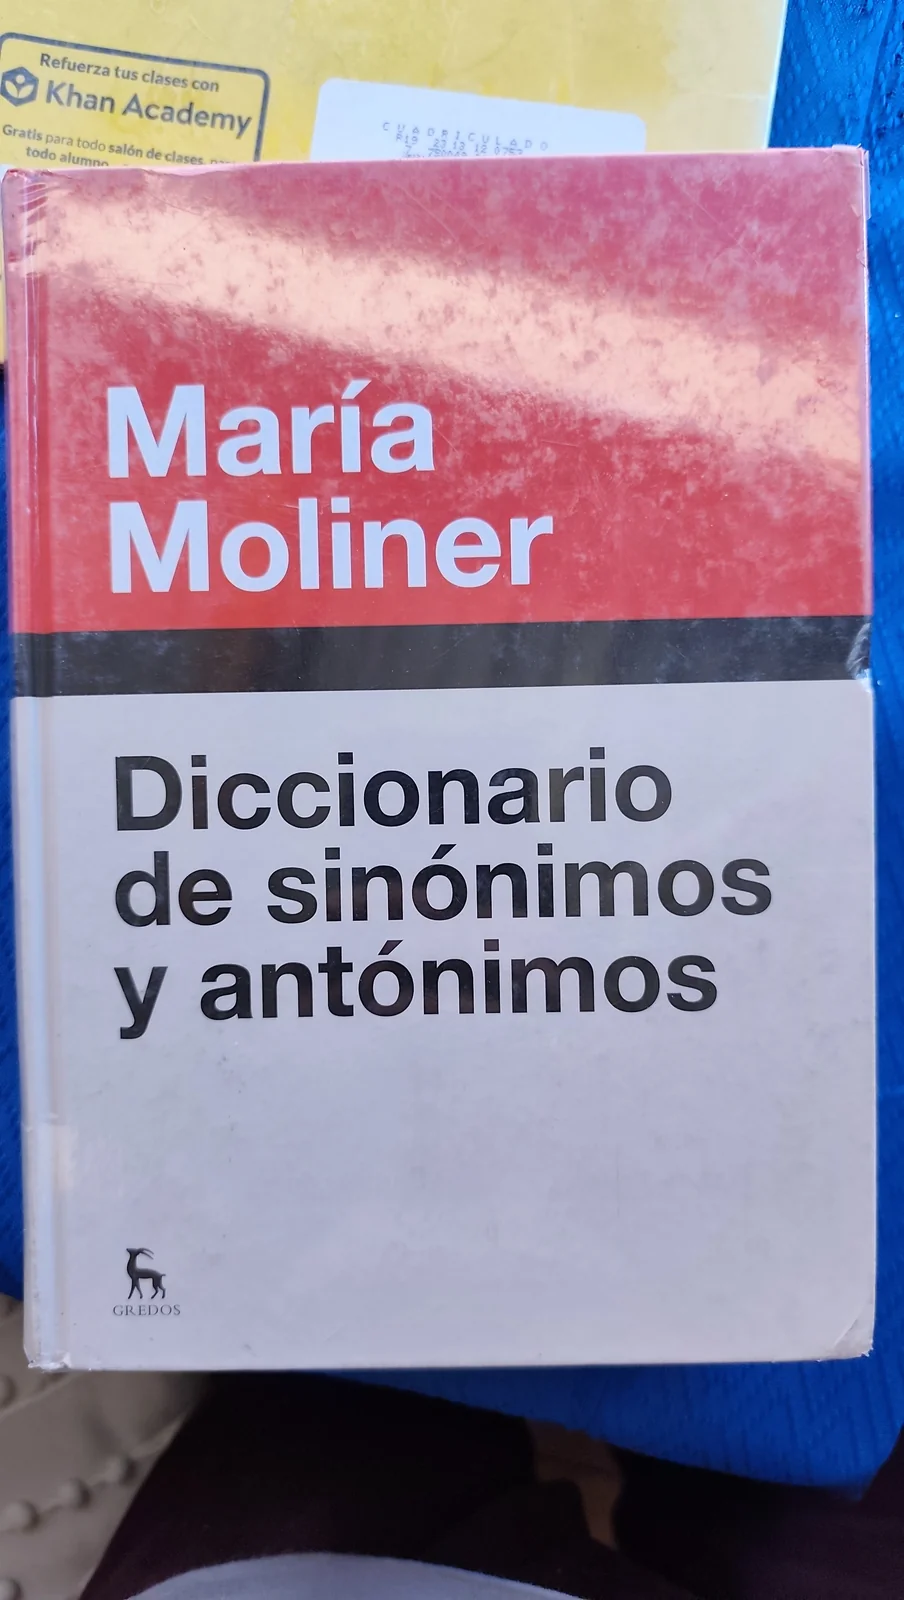 Refuerza tus clases con
Khan Academy
Gratis para todo salón de clases,
todo alumno
CUADRICULADO
María
Moliner
Diccionario
de sinónimos
y antónimos
GREDOS